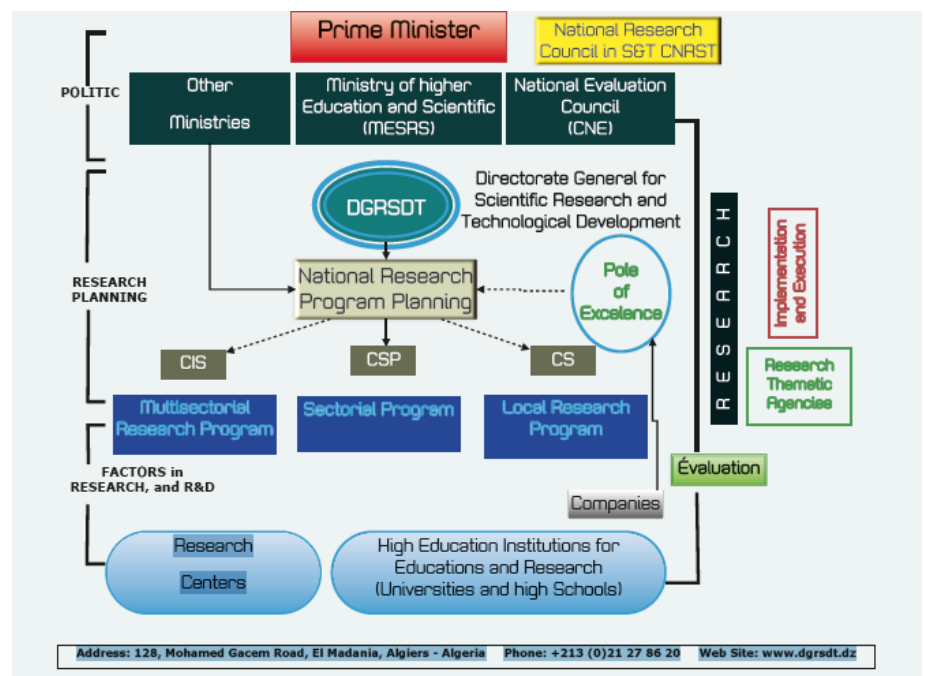 Prime Minister
National Research
Council in S&T CNRST
POLITIC
Other
Ministries
Ministry of higher
Education and Scientific
(MESRS)
National Evaluation
Council
(CNE)
DGRSDT
Directorate General for
Scientific Research and
Technological Development
RESEARCH
PLANNING
National Research
Program Planning
Pole
of
Excelence
RESEARCH
Implementation
and Execution
Research
Thematic
Agencies
CIS
CSP
CS
Multisectorial
Research Program
Sectorial Program
Local Research
Program
FACTORS in
RESEARCH, and R&D
Évaluation
Companies
Research
Centers
High Education Institutions for
Educations and Research
(Universities and high Schools)
Address: 128, Mohamed Gacem Road, El Madania, Algiers - Algeria Phone: +213 (0)21 27 86 20 Web Site: www.dgrsdt.dz